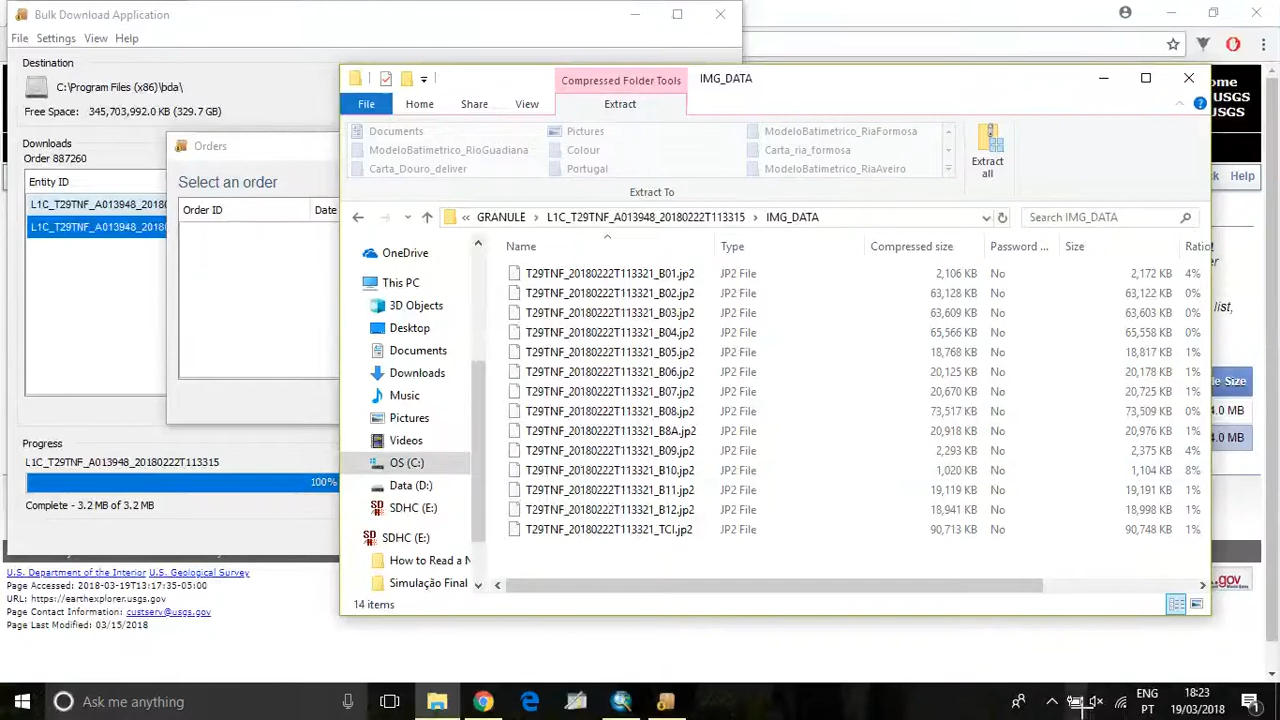 Bulk Download Application
File Settings View Help
Destination
C:\Program Files (x86)\bda\
Free Space: 345,703,992.0 KB (329.7 GB)
Downloads
Order 887260
Entity ID
L1C_T29TNF_A013948_20180
L1C_T29TNF_A013948_20180
Orders
Select an order
Order ID Date
Progress
L1C_T29TNF_A013948_20180222T113315
100%
Complete - 3.2 MB of 3.2 MB
Compressed Folder Tools IMG_DATA
File Home Share View Extract
Documents Pictures ModeloBatimetrico_RiaFormosa
ModeloBatimetrico_RioGuadiana Colour Carta_ria_formosa
Carta_Douro_deliver Portugal ModeloBatimetrico_RiaAveiro
Extract all
Extract To
« GRANULE > L1C_T29TNF_A013948_20180222T113315 > IMG_DATA
Search IMG_DATA
Name Type Compressed size Password ... Size Ratio
T29TNF_20180222T113321_B01.jp2 JP2 File 2,106 KB No 2,172 KB 4%
T29TNF_20180222T113321_B02.jp2 JP2 File 63,128 KB No 63,122 KB 0%
T29TNF_20180222T113321_B03.jp2 JP2 File 63,609 KB No 63,603 KB 0%
T29TNF_20180222T113321_B04.jp2 JP2 File 65,566 KB No 65,558 KB 0%
T29TNF_20180222T113321_B05.jp2 JP2 File 18,768 KB No 18,817 KB 1%
T29TNF_20180222T113321_B06.jp2 JP2 File 20,125 KB No 20,178 KB 1%
T29TNF_20180222T113321_B07.jp2 JP2 File 20,670 KB No 20,725 KB 1%
T29TNF_20180222T113321_B08.jp2 JP2 File 73,517 KB No 73,509 KB 0%
T29TNF_20180222T113321_B8A.jp2 JP2 File 20,918 KB No 20,976 KB 1%
T29TNF_20180222T113321_B09.jp2 JP2 File 2,293 KB No 2,375 KB 4%
T29TNF_20180222T113321_B10.jp2 JP2 File 1,020 KB No 1,104 KB 8%
T29TNF_20180222T113321_B11.jp2 JP2 File 19,119 KB No 19,191 KB 1%
T29TNF_20180222T113321_B12.jp2 JP2 File 18,941 KB No 18,998 KB 1%
T29TNF_20180222T113321_TCI.jp2 JP2 File 90,713 KB No 90,748 KB 1%
OneDrive
This PC
3D Objects
Desktop
Documents
Downloads
Music
Pictures
Videos
OS (C:)
Data (D:)
SDHC (E:)
SDHC (E:)
How to Read a N
Simulação Final
14 items
ome
USGS
USGS
k Help
r
list,
le Size
4.0 MB
4.0 MB
.gov
U.S. Department of the Interior U.S. Geological Survey
Page Accessed: 2018-03-19T13:17:35-05:00
URL: https://earthexplorer.usgs.gov
Page Contact Information: custserv@usgs.gov
Page Last Modified: 03/15/2018
Ask me anything
ENG 18:23
PT 19/03/2018
1